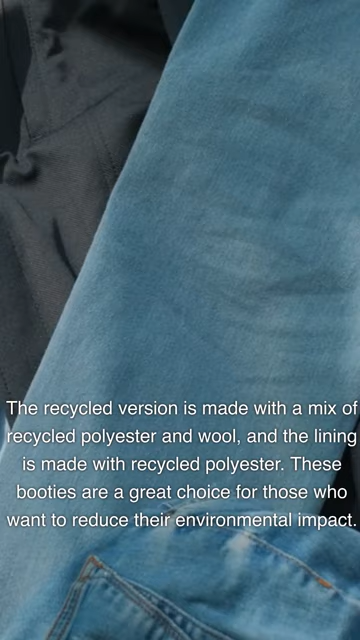 The recycled version is made with a mix of
recycled polyester and wool, and the lining
is made with recycled polyester. These
booties are a great choice for those who
want to reduce their environmental impact.